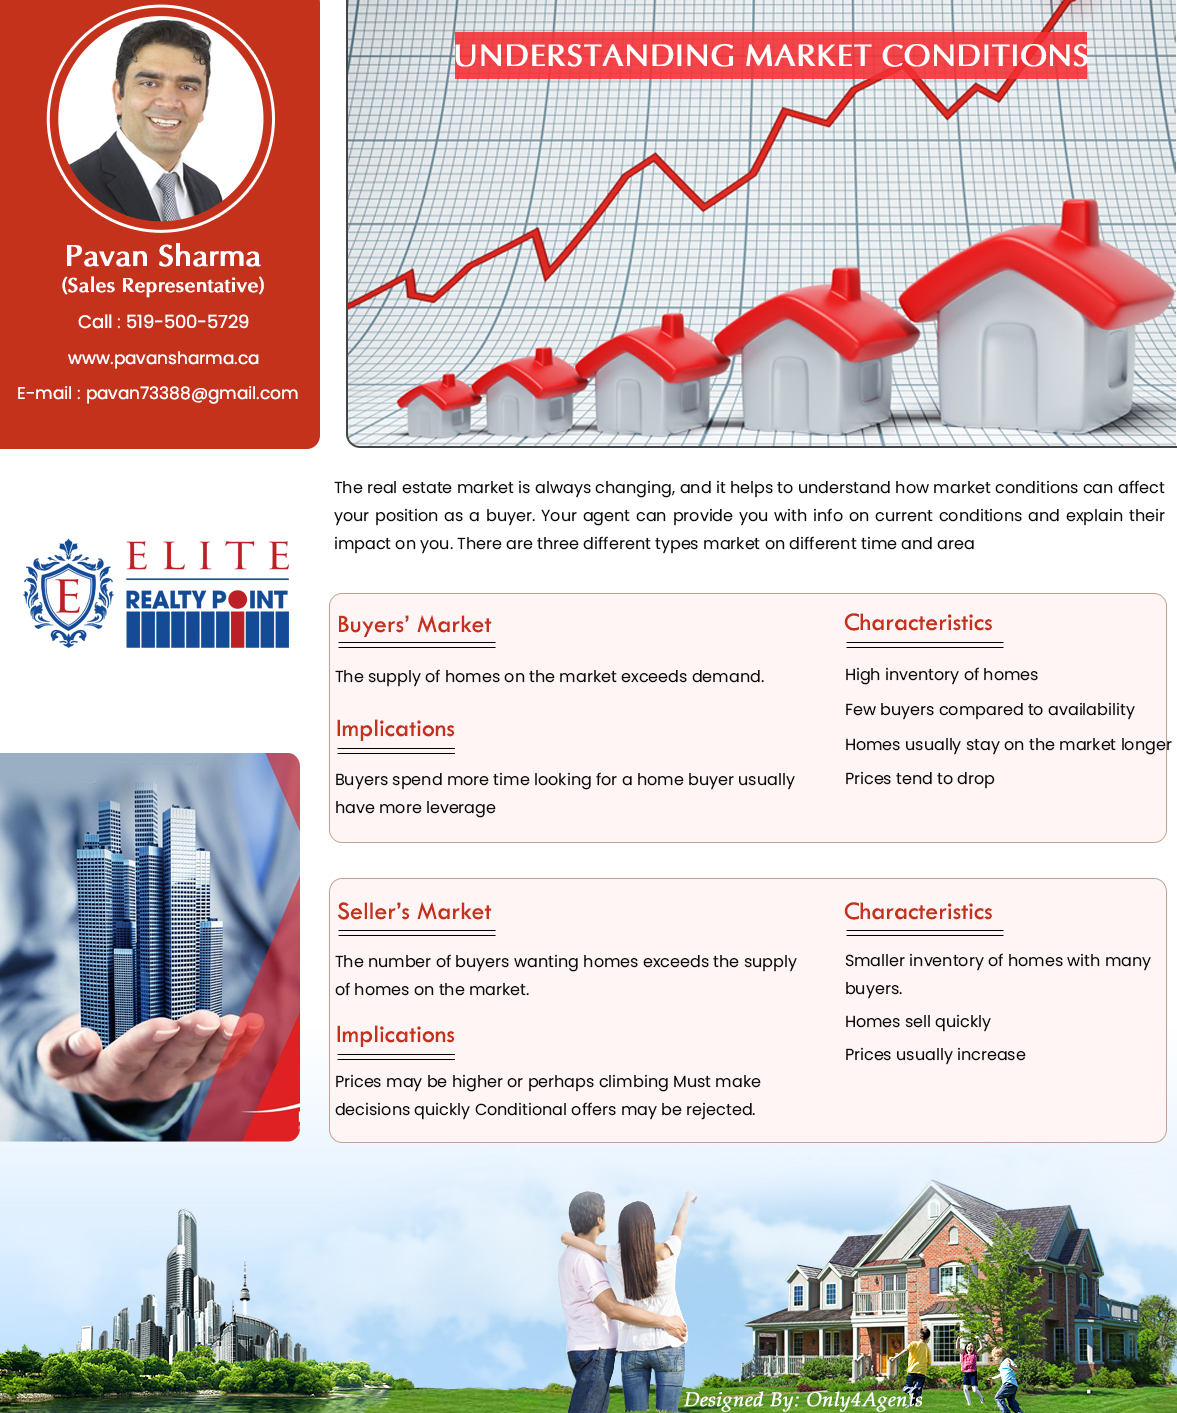 Pavan Sharma
(Sales Representative)
Call : 519-500-5729
www.pavansharma.ca
E-mail : pavan73388@gmail.com
UNDERSTANDING MARKET CONDITIONS
E
ELITE
REALTY POINT
The real estate market is always changing, and it helps to understand how market conditions can affect
your position as a buyer. Your agent can provide you with info on current conditions and explain their
impact on you. There are three different types market on different time and area
Buyers’ Market
The supply of homes on the market exceeds demand.
Implications
Buyers spend more time looking for a home buyer usually
have more leverage
Characteristics
High inventory of homes
Few buyers compared to availability
Homes usually stay on the market longer
Prices tend to drop
Seller’s Market
The number of buyers wanting homes exceeds the supply
of homes on the market.
Implications
Prices may be higher or perhaps climbing Must make
decisions quickly Conditional offers may be rejected.
Characteristics
Smaller inventory of homes with many
buyers.
Homes sell quickly
Prices usually increase
Designed By: Only4Agents